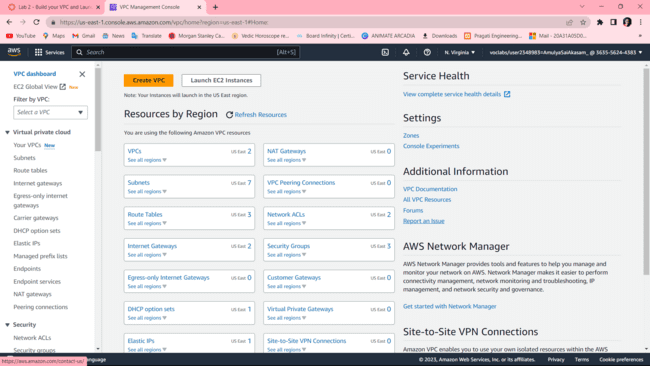 Lab 2 - Build your VPC and Laun
VPC Management Console
https://us-east-1.console.aws.amazon.com/vpc/home?region=us-east-1#Home:
YouTube
Maps
Gmail
News
Translate
Morgan Stanley Ca...
Vedic Horoscope re...
Board Infinity | Certi...
ANIMATE ARCADIA
Downloads
Pragati Engineering...
Mail - 20A31A05D0...
aws
Services
Search
[Alt+S]
N. Virginia
voclabs/user2348983=AmulyaSaiAkasam_ @ 3635-5624-4383
VPC dashboard
EC2 Global View New
Filter by VPC:
Select a VPC
Virtual private cloud
Your VPCs New
Subnets
Route tables
Internet gateways
Egress-only internet
gateways
Carrier gateways
DHCP option sets
Elastic IPs
Managed prefix lists
Endpoints
Endpoint services
NAT gateways
Peering connections
Security
Network ACLs
Security groups
Create VPC
Launch EC2 Instances
Note: Your Instances will launch in the US East region.
Resources by Region
Refresh Resources
You are using the following Amazon VPC resources
VPCs US East 2
See all regions
NAT Gateways US East 0
See all regions
Subnets US East 7
See all regions
VPC Peering Connections US East 0
See all regions
Route Tables US East 3
See all regions
Network ACLs US East 2
See all regions
Internet Gateways US East 2
See all regions
Security Groups US East 3
See all regions
Egress-only Internet Gateways US East 0
See all regions
Customer Gateways US East 0
See all regions
DHCP option sets US East 1
See all regions
Virtual Private Gateways US East 0
See all regions
Elastic IPs US East 1
See all regions
Site-to-Site VPN Connections US East 0
See all regions
Service Health
View complete service health details
Settings
Zones
Console Experiments
Additional Information
VPC Documentation
All VPC Resources
Forums
Report an Issue
AWS Network Manager
AWS Network Manager provides tools and features to help you manage and
monitor your network on AWS. Network Manager makes it easier to perform
connectivity management, network monitoring and troubleshooting, IP
management, and network security and governance.
Get started with Network Manager
Site-to-Site VPN Connections
Amazon VPC enables you to use your own isolated resources within the AWS
https://aws.amazon.com/contact-us/
nguage
© 2023, Amazon Web Services, Inc. or its affiliates.
Privacy
Terms
Cookie preferences